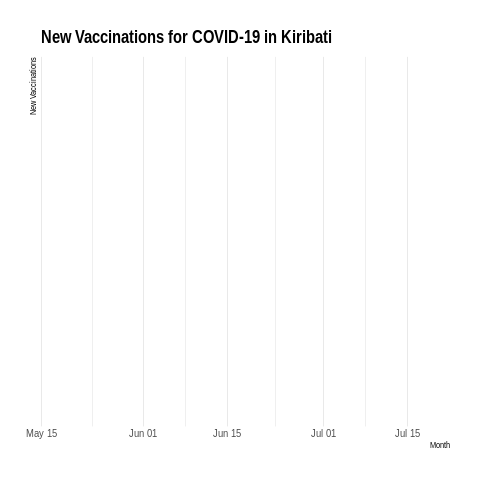 New Vaccinations for COVID-19 in Kiribati
New Vaccinations
May 15 Jun 01 Jun 15 Jul 01 Jul 15
Month